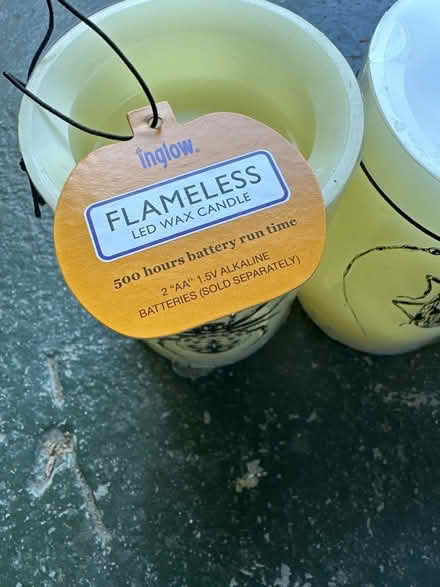 inglow
FLAMELESS
LED WAX CANDLE
500 hours battery run time
2 "AA" 1.5V ALKALINE
BATTERIES (SOLD SEPARATELY)